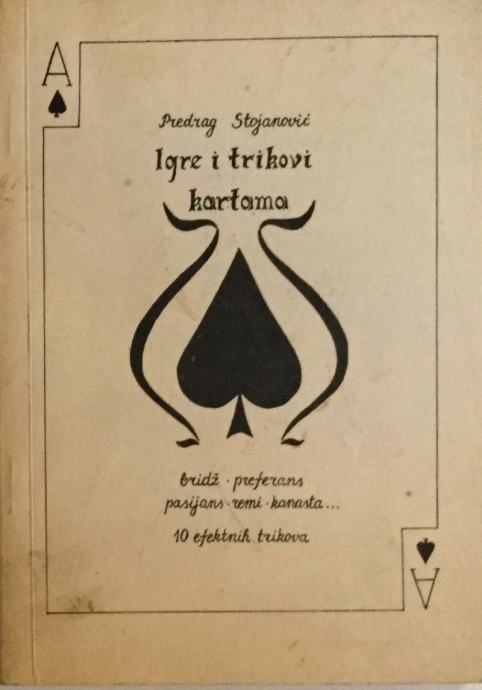 A
Predrag Stojanović
Igre i trikovi
kartama
bridž · preferans
pasijans · remi · kanasta...
10 efektnih trikova
A